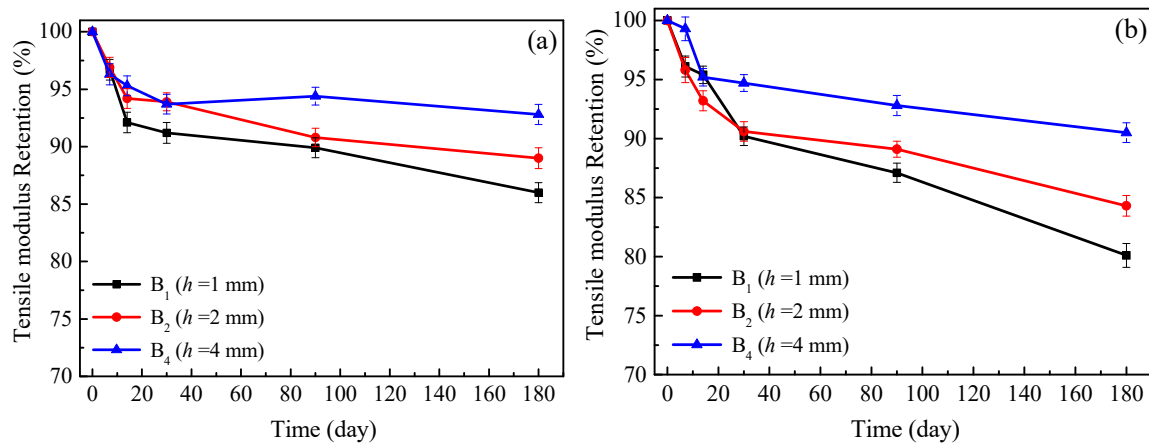 (a)
Tensile modulus Retention (%)
100
95
90
85
80
75
70
B₁ (h =1 mm)
B₂ (h =2 mm)
B₄ (h =4 mm)
0 20 40 60 80 100 120 140 160 180
Time (day)
(b)
Tensile modulus Retention (%)
100
95
90
85
80
75
70
B₁ (h =1 mm)
B₂ (h =2 mm)
B₄ (h =4 mm)
0 20 40 60 80 100 120 140 160 180
Time (day)